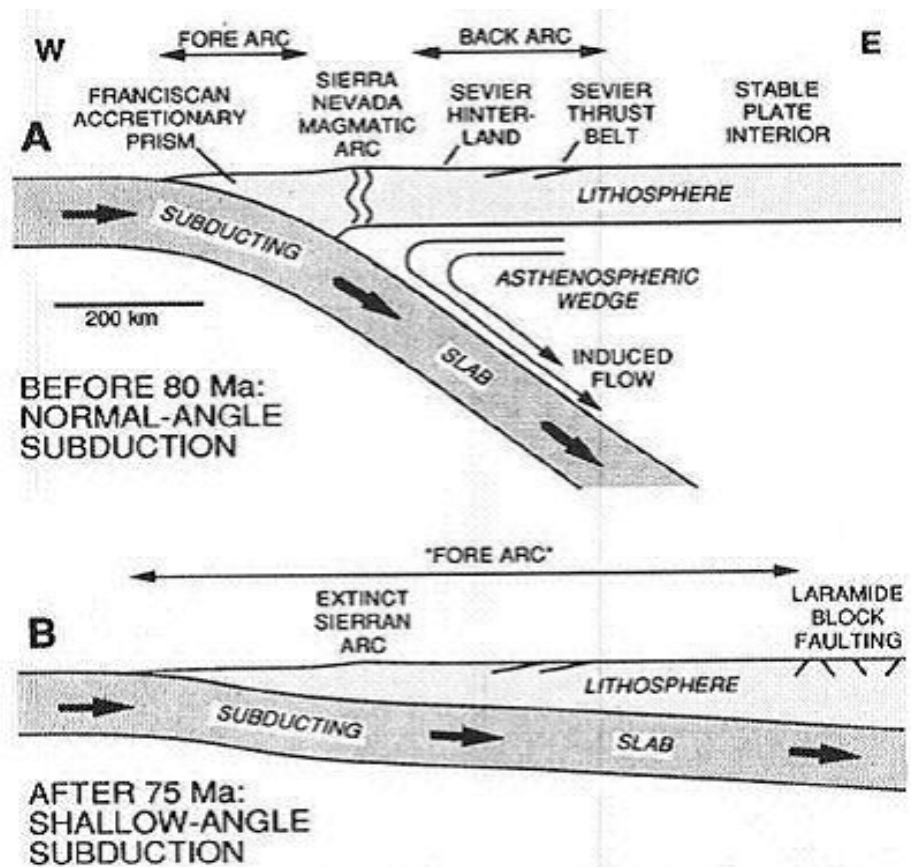 W
FORE ARC
BACK ARC
E
A
FRANCISCAN
ACCRETIONARY
PRISM
SIERRA
NEVADA
MAGMATIC
ARC
SEVIER
HINTER-
LAND
SEVIER
THRUST
BELT
STABLE
PLATE
INTERIOR
LITHOSPHERE
SUBDUCTING
ASTHENOSPHERIC
WEDGE
200 km
SLAB
INDUCED
FLOW
BEFORE 80 Ma:
NORMAL-ANGLE
SUBDUCTION
"FORE ARC"
B
EXTINCT
SIERRAN
ARC
LARAMIDE
BLOCK
FAULTING
LITHOSPHERE
SUBDUCTING
SLAB
AFTER 75 Ma:
SHALLOW-ANGLE
SUBDUCTION